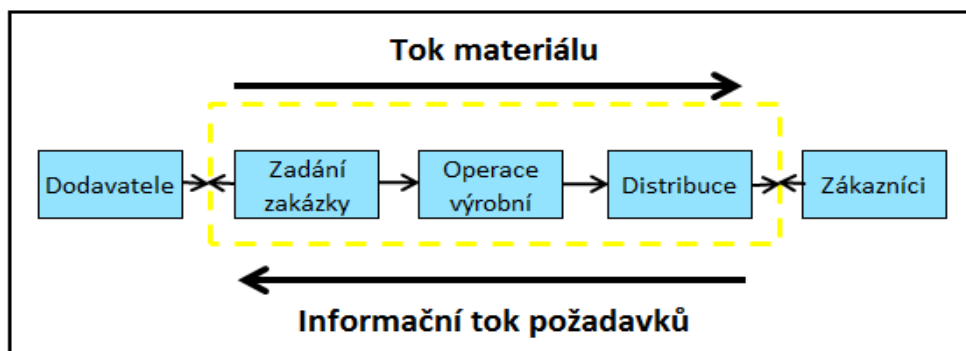 Tok materiálu
Dodavatele
Zadání
zakázky
Operace
výrobní
Distribuce
Zákazníci
Informační tok požadavků